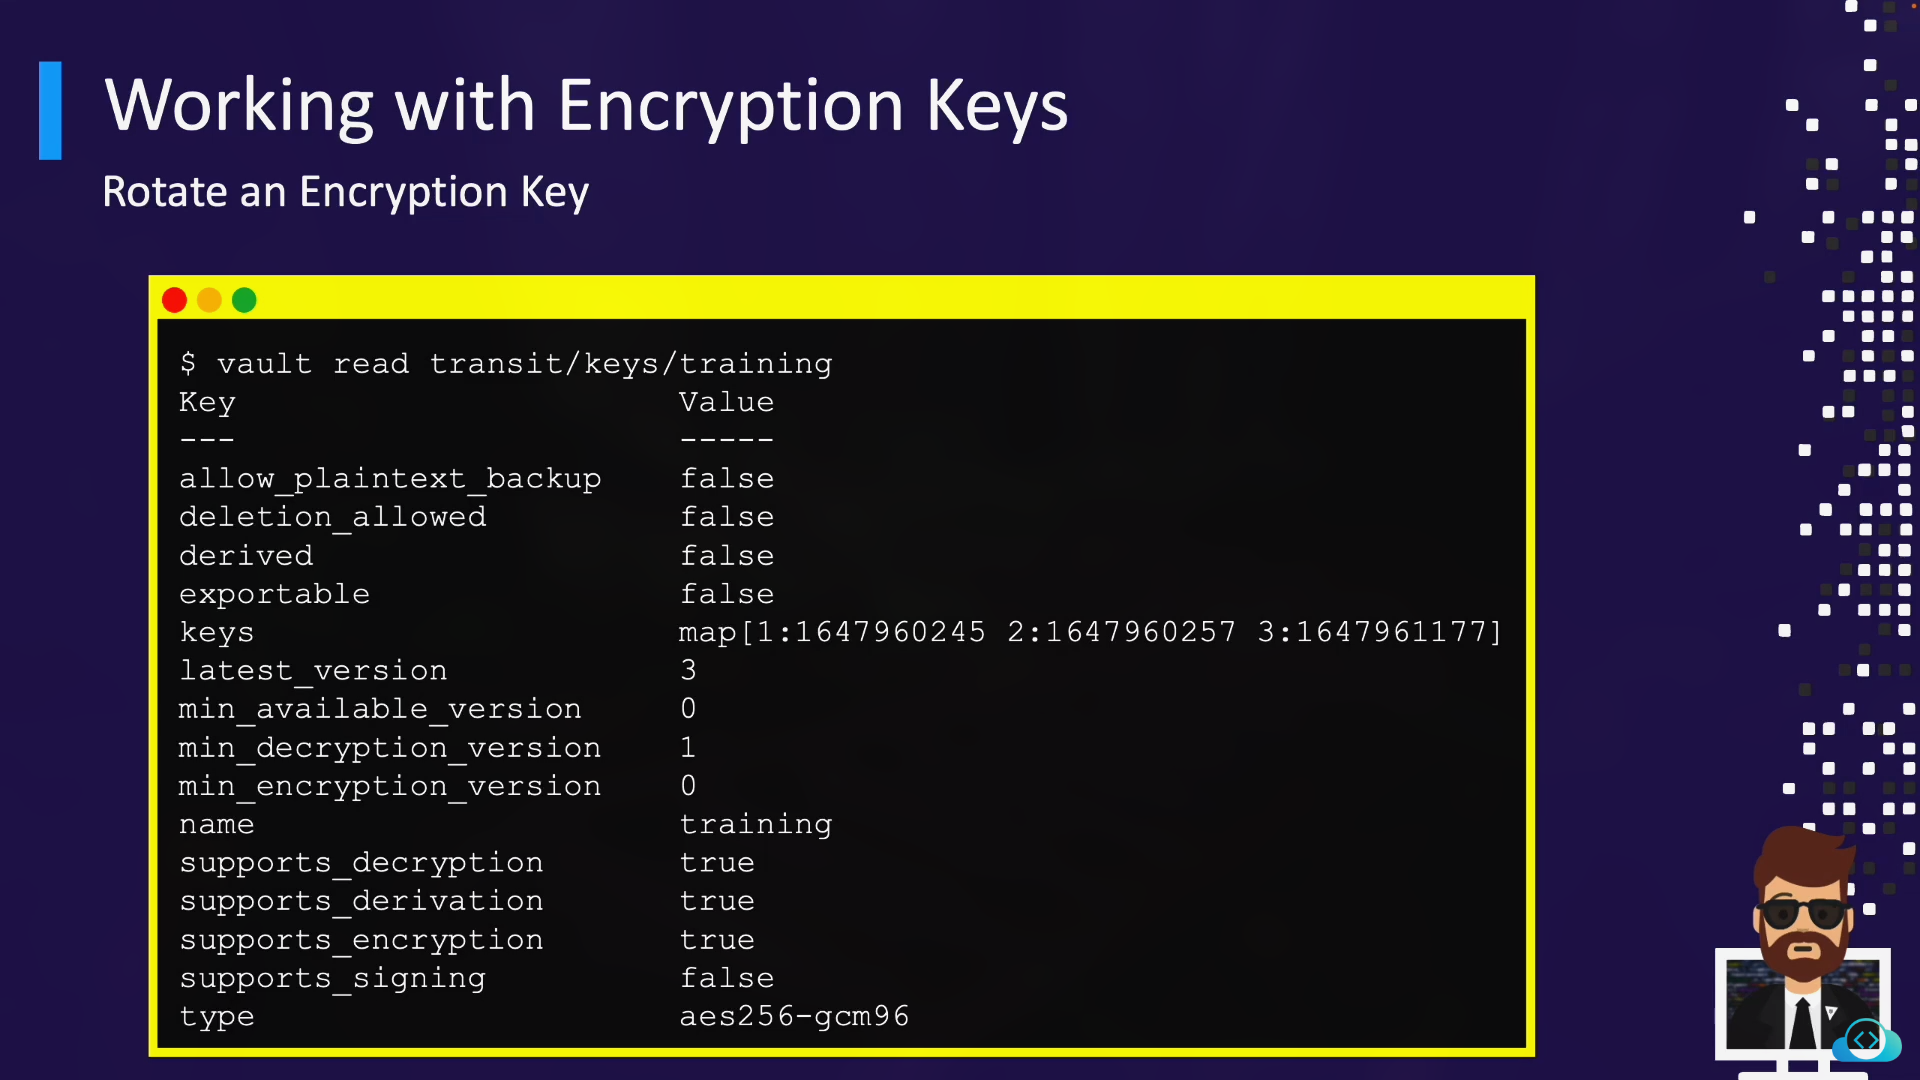 Working with Encryption Keys
Rotate an Encryption Key
$ vault read transit/keys/training
Key Value
--- -----
allow_plaintext_backup false
deletion_allowed false
derived false
exportable false
keys map[1:1647960245 2:1647960257 3:1647961177]
latest_version 3
min_available_version 0
min_decryption_version 1
min_encryption_version 0
name training
supports_decryption true
supports_derivation true
supports_encryption true
supports_signing false
type aes256-gcm96